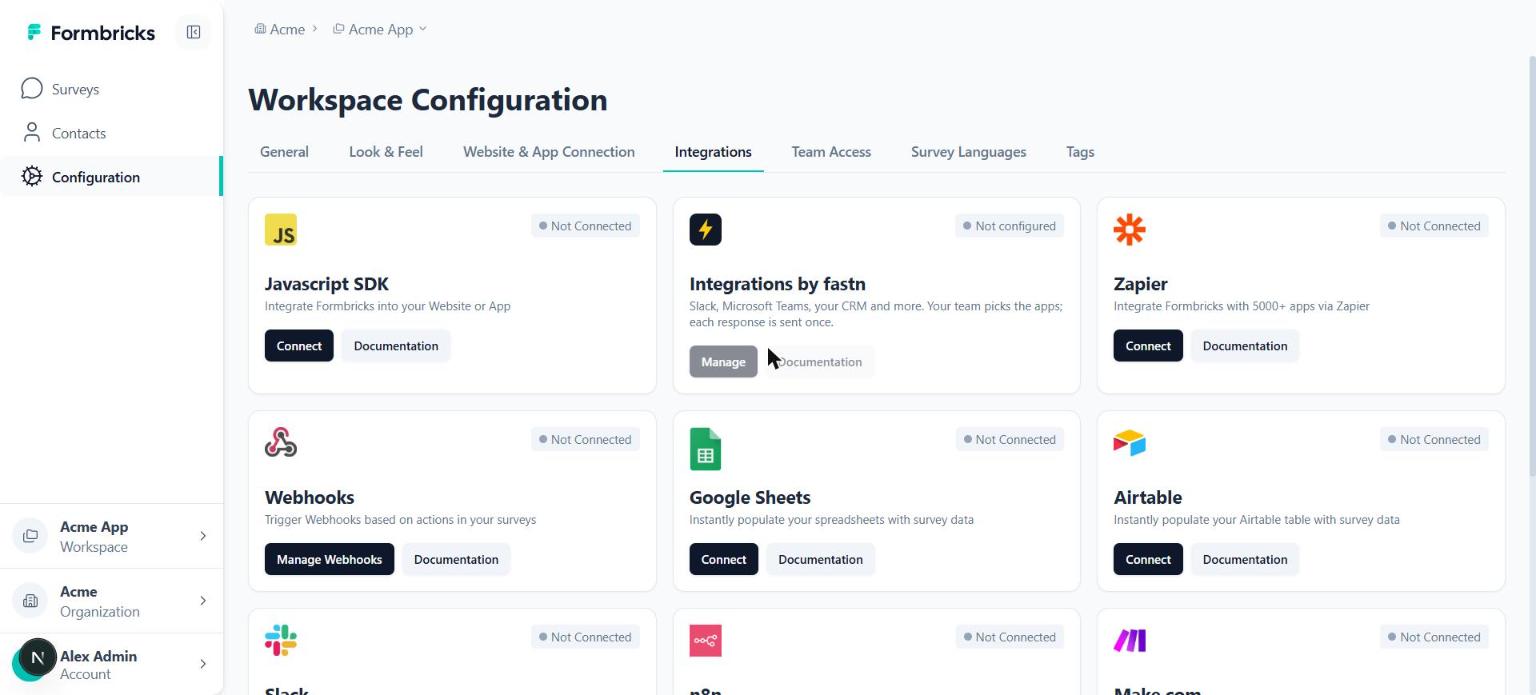 Formbricks
Acme
Acme App
Surveys
Contacts
Configuration
Workspace Configuration
General
Look & Feel
Website & App Connection
Integrations
Team Access
Survey Languages
Tags
JS
Not Connected
Javascript SDK
Integrate Formbricks into your Website or App
Connect
Documentation
Not configured
Integrations by fastn
Slack, Microsoft Teams, your CRM and more. Your team picks the apps;
each response is sent once.
Manage
Documentation
Not Connected
Zapier
Integrate Formbricks with 5000+ apps via Zapier
Connect
Documentation
Not Connected
Webhooks
Trigger Webhooks based on actions in your surveys
Manage Webhooks
Documentation
Not Connected
Google Sheets
Instantly populate your spreadsheets with survey data
Connect
Documentation
Not Connected
Airtable
Instantly populate your Airtable table with survey data
Connect
Documentation
Not Connected
Slack
Not Connected
n8n
Not Connected
Make.com
Acme App
Workspace
Acme
Organization
N
Alex Admin
Account